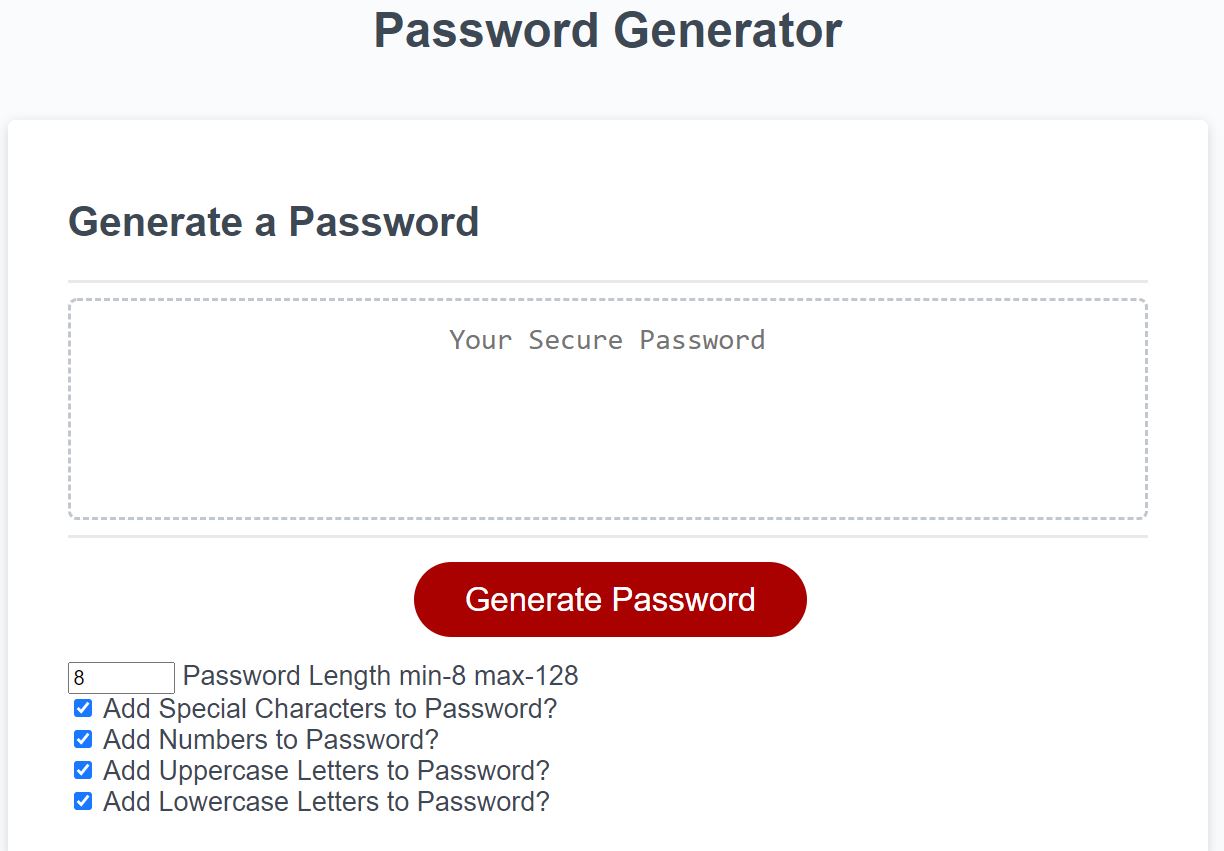 Password Generator
Generate a Password
Your Secure Password
Generate Password
8 Password Length min-8 max-128
Add Special Characters to Password?
Add Numbers to Password?
Add Uppercase Letters to Password?
Add Lowercase Letters to Password?